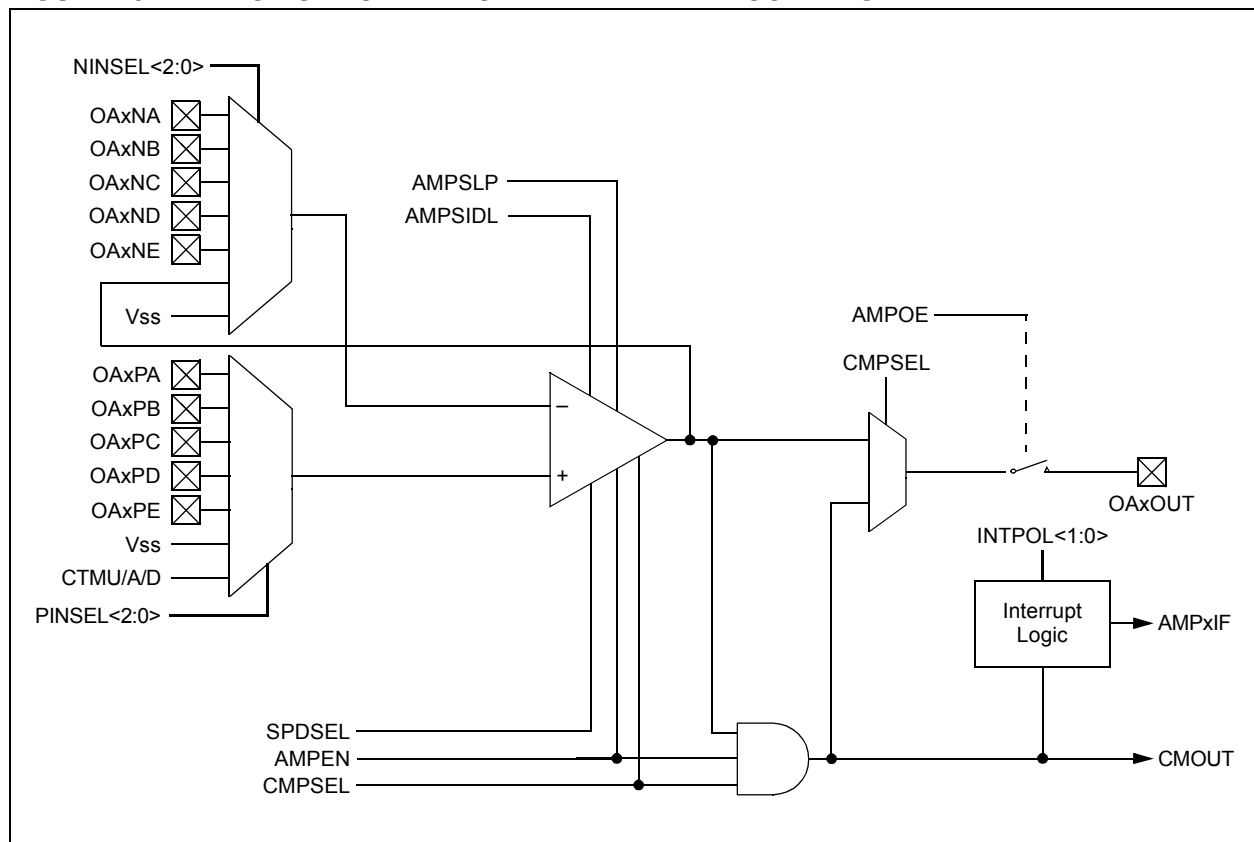 NINSEL<2:0>
OAxNA
OAxNB
OAxNC
OAxND
OAxNE
Vss
AMPSLP
AMPSIDL
AMPOE
CMPSEL
OAxPA
OAxPB
OAxPC
OAxPD
OAxPE
Vss
CTMU/A/D
PINSEL<2:0>
−
+
OAxOUT
INTPOL<1:0>
Interrupt
Logic
AMPxIF
SPDSEL
AMPEN
CMPSEL
CMOUT